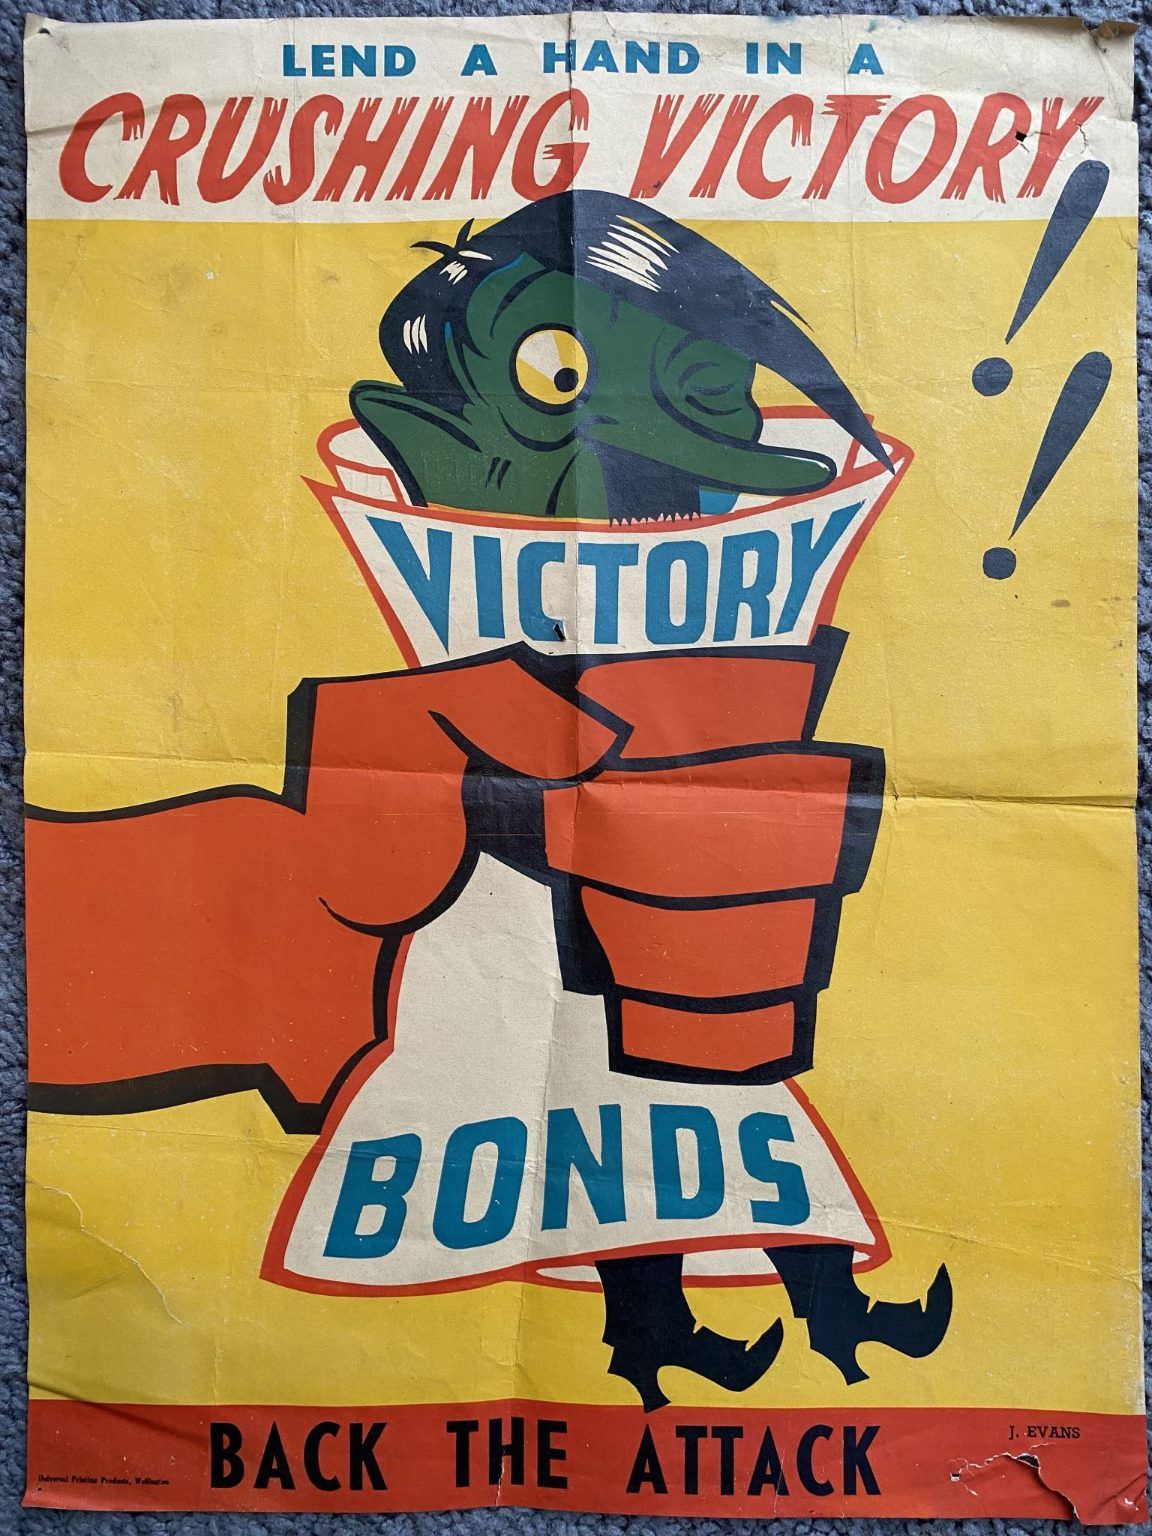 LEND A HAND IN A
CRUSHING VICTORY!!
VICTORY
BONDS
BACK THE ATTACK
J. EVANS
Universal Printing Products, Wellington